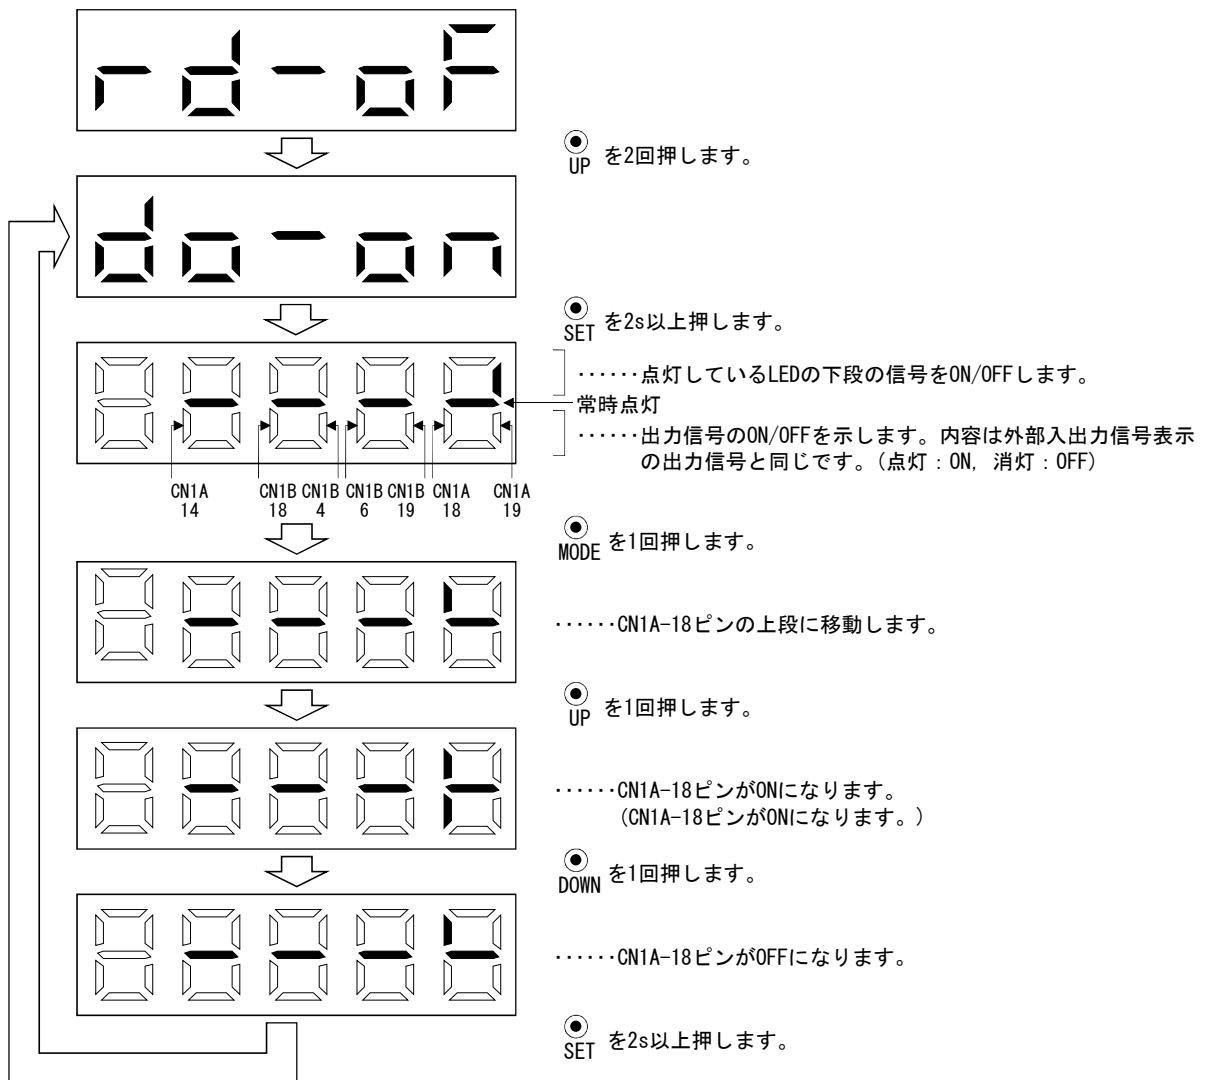 rd-oF
UP を2回押します。
do-on
SET を2s以上押します。
······点灯しているLEDの下段の信号をON/OFFします。
常時点灯
······出力信号のON/OFFを示します。内容は外部入出力信号表示
の出力信号と同じです。(点灯：ON, 消灯：OFF)
CN1A CN1B CN1B CN1B CN1B CN1A CN1A
14 18 4 6 19 18 19
MODE を1回押します。
······CN1A-18ピンの上段に移動します。
UP を1回押します。
······CN1A-18ピンがONになります。
(CN1A-18ピンがONになります。)
DOWN を1回押します。
······CN1A-18ピンがOFFになります。
SET を2s以上押します。